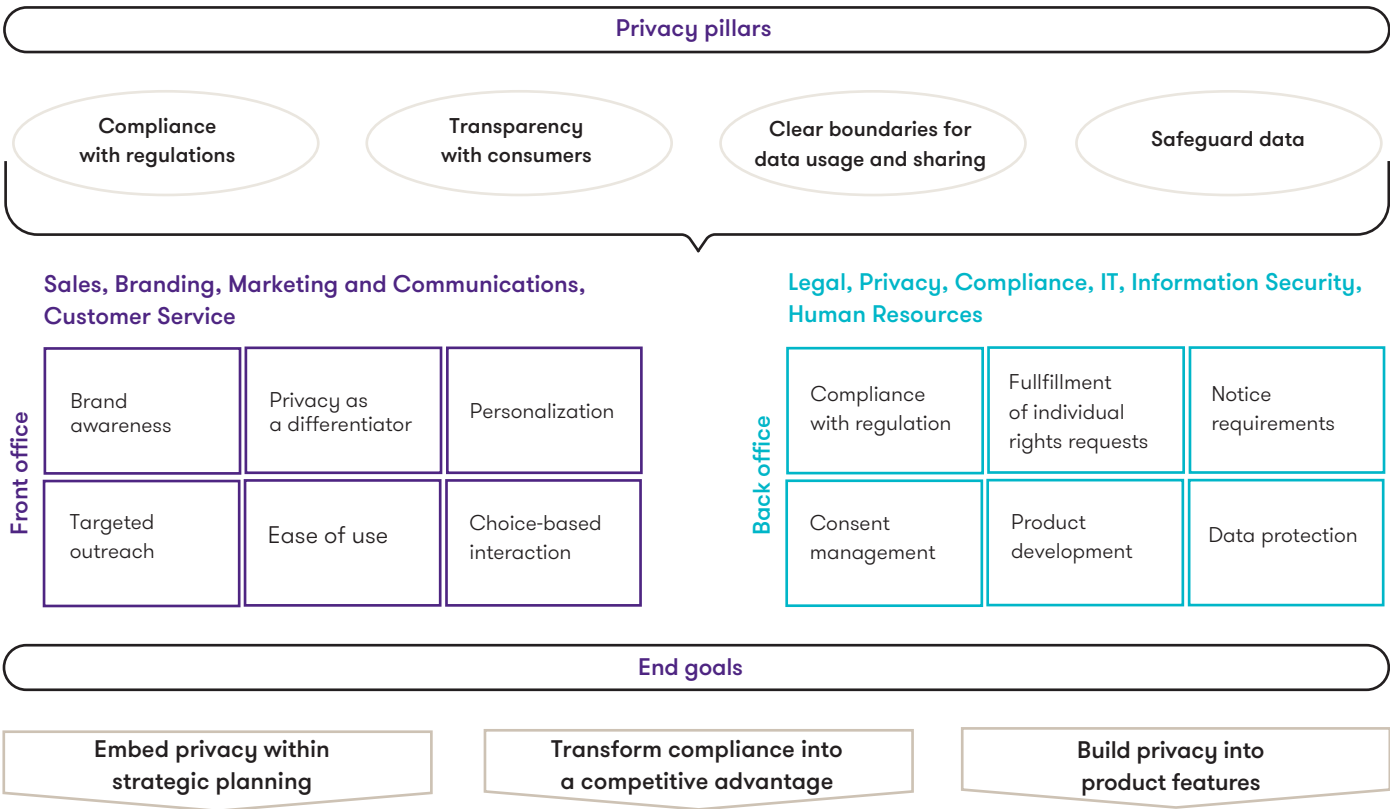 Privacy pillars
Compliance
with regulations
Transparency
with consumers
Clear boundaries for
data usage and sharing
Safeguard data
Sales, Branding, Marketing and Communications,
Customer Service
Front office
Brand
awareness
Privacy as
a differentiator
Personalization
Targeted
outreach
Ease of use
Choice-based
interaction
Legal, Privacy, Compliance, IT, Information Security,
Human Resources
Back office
Compliance
with regulation
Fullfillment
of individual
rights requests
Notice
requirements
Consent
management
Product
development
Data protection
End goals
Embed privacy within
strategic planning
Transform compliance into
a competitive advantage
Build privacy into
product features